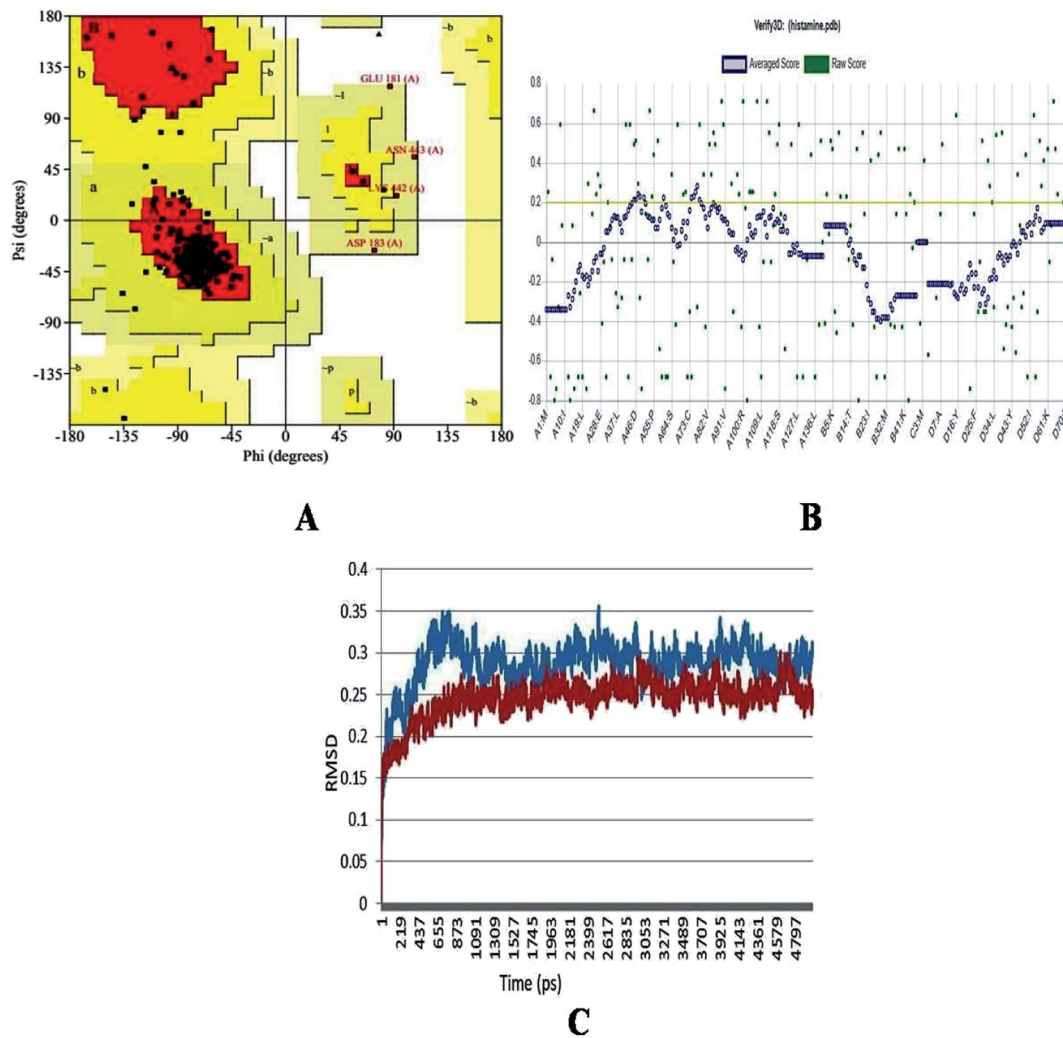 180
135
90
45
0
-45
-90
-135
-180
B
b
a
~b
b
~b
GLU 181 (A)
~l
l
ASN 443 (A)
LYS 442 (A)
~a
ASP 183 (A)
~b
b
~p
p
~b
-180 -135 -90 -45 0 45 90 135 180
Psi (degrees)
Phi (degrees)
A
Verify3D: (histamine.pdb)
Averaged Score Raw Score
0.8
0.6
0.4
0.2
0
-0.2
-0.4
-0.6
-0.8
A1:M A10:I A19:L A28:E A37:L A46:D A55:P A64:S A73:C A82:V A91:V A100:R A109:L A118:S A127:L A136:L B5:K B14:T B23:I B32:M B41:K C3:M D7:A D16:Y D25:F D34:L D43:Y D52:I D61:K
B
0.4
0.35
0.3
0.25
0.2
0.15
0.1
0.05
0
RMSD
1 219 437 655 873 1091 1309 1527 1745 1963 2181 2399 2617 2835 3053 3271 3489 3707 3925 4143 4361 4579 4797
Time (ps)
C